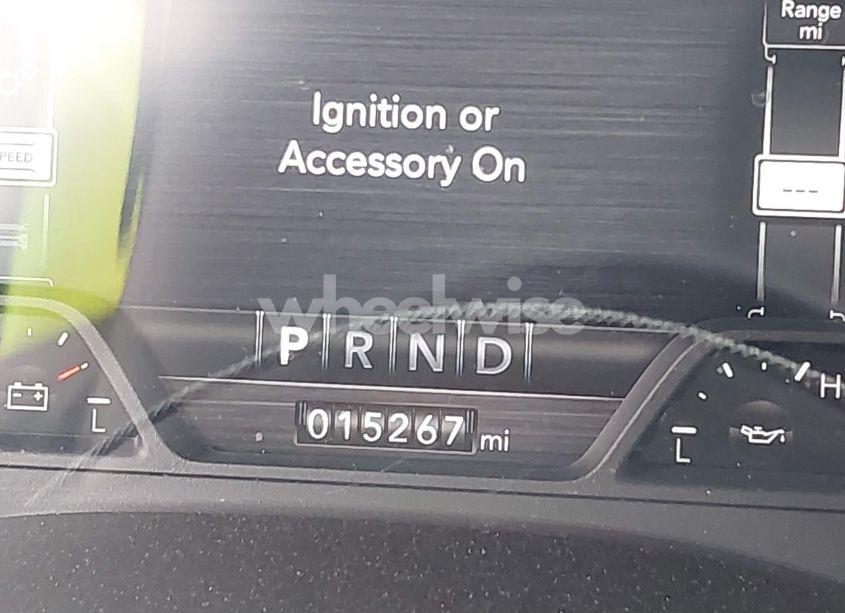 Range
mi
Ignition or
Accessory On
PEED
---
wheelwise
P R N D
L
H
015267 mi
L